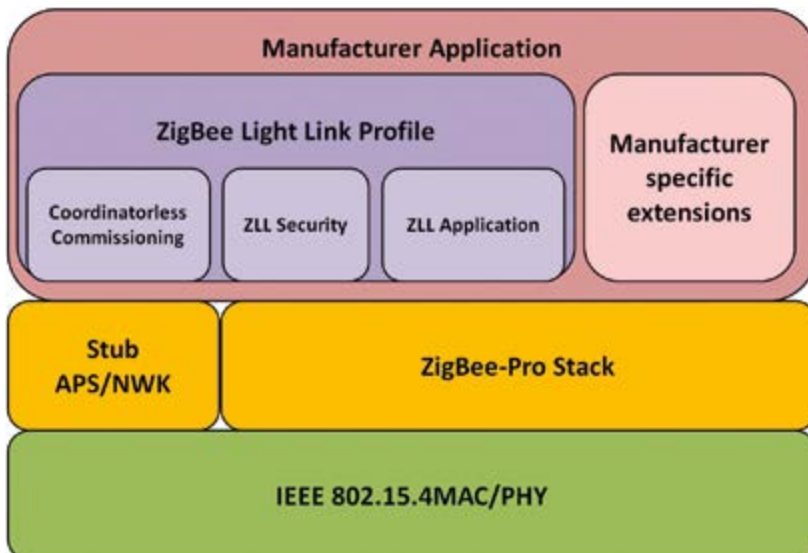 Manufacturer Application
ZigBee Light Link Profile
Coordinatorless
Commissioning
ZLL Security
ZLL Application
Manufacturer
specific
extensions
Stub
APS/NWK
ZigBee-Pro Stack
IEEE 802.15.4MAC/PHY